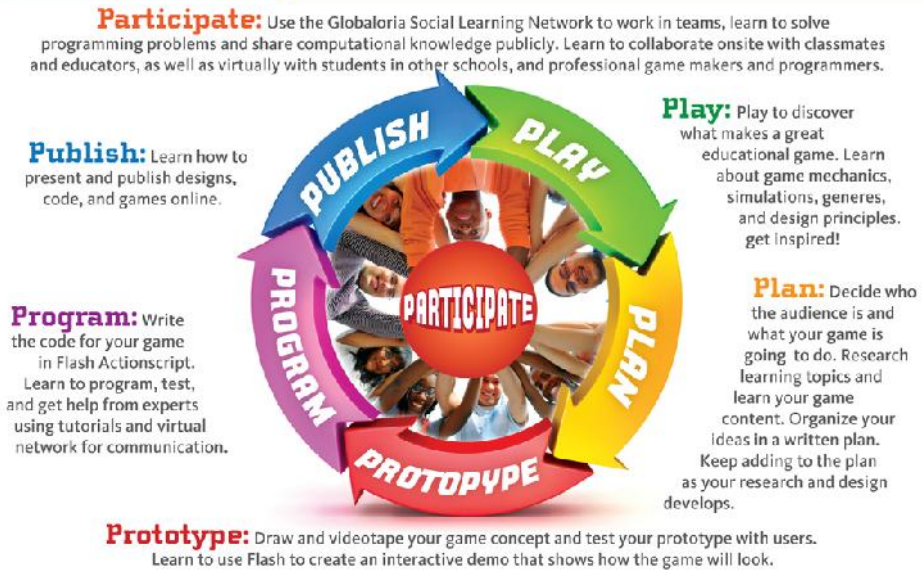 Participate: Use the Globaloria Social Learning Network to work in teams, learn to solve
programming problems and share computational knowledge publicly. Learn to collaborate onsite with classmates
and educators, as well as virtually with students in other schools, and professional game makers and programmers.
PUBLISH
PLAY
PLAN
PROTOPYPE
PROGRAM
PARTICIPATE
Play: Play to discover
what makes a great
educational game. Learn
about game mechanics,
simulations, generes,
and design principles.
get inspired!
Plan: Decide who
the audience is and
what your game is
going to do. Research
learning topics and
learn your game
content. Organize your
ideas in a written plan.
Keep adding to the plan
as your research and design
develops.
Prototype: Draw and videotape your game concept and test your prototype with users.
Learn to use Flash to create an interactive demo that shows how the game will look.
Program: Write
the code for your game
in Flash Actionscript.
Learn to program, test,
and get help from experts
using tutorials and virtual
network for communication.
Publish: Learn how to
present and publish designs,
code, and games online.